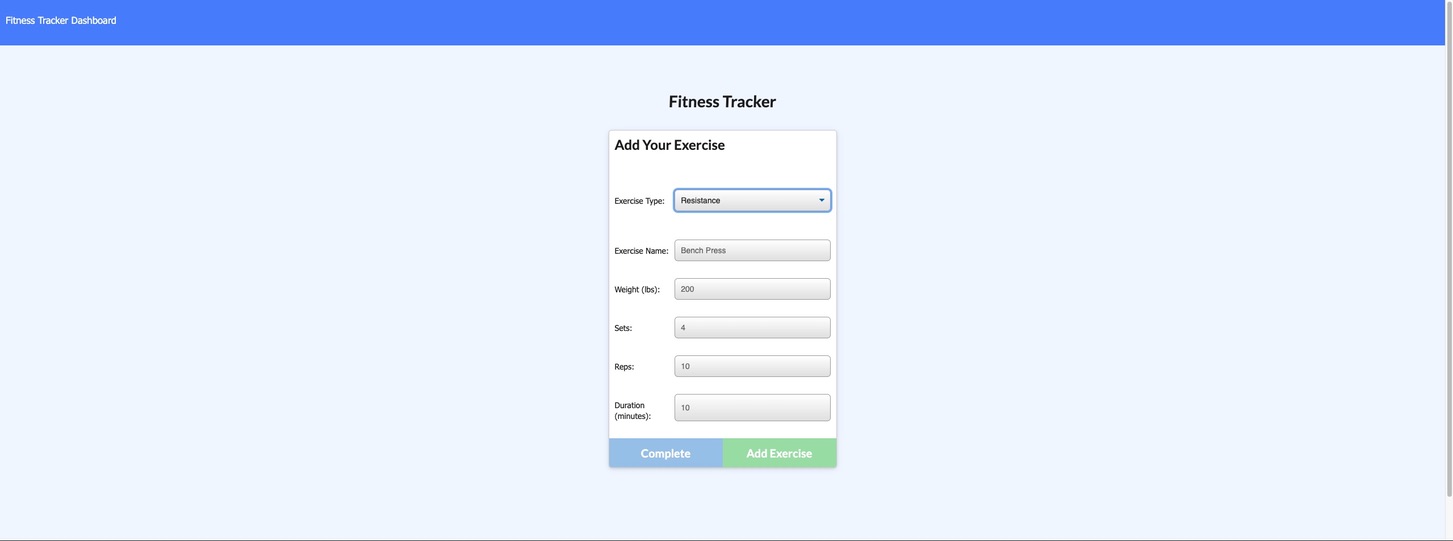 Fitness Tracker Dashboard
Fitness Tracker
Add Your Exercise
Exercise Type: Resistance
Exercise Name: Bench Press
Weight (lbs): 200
Sets: 4
Reps: 10
Duration
(minutes): 10
Complete Add Exercise